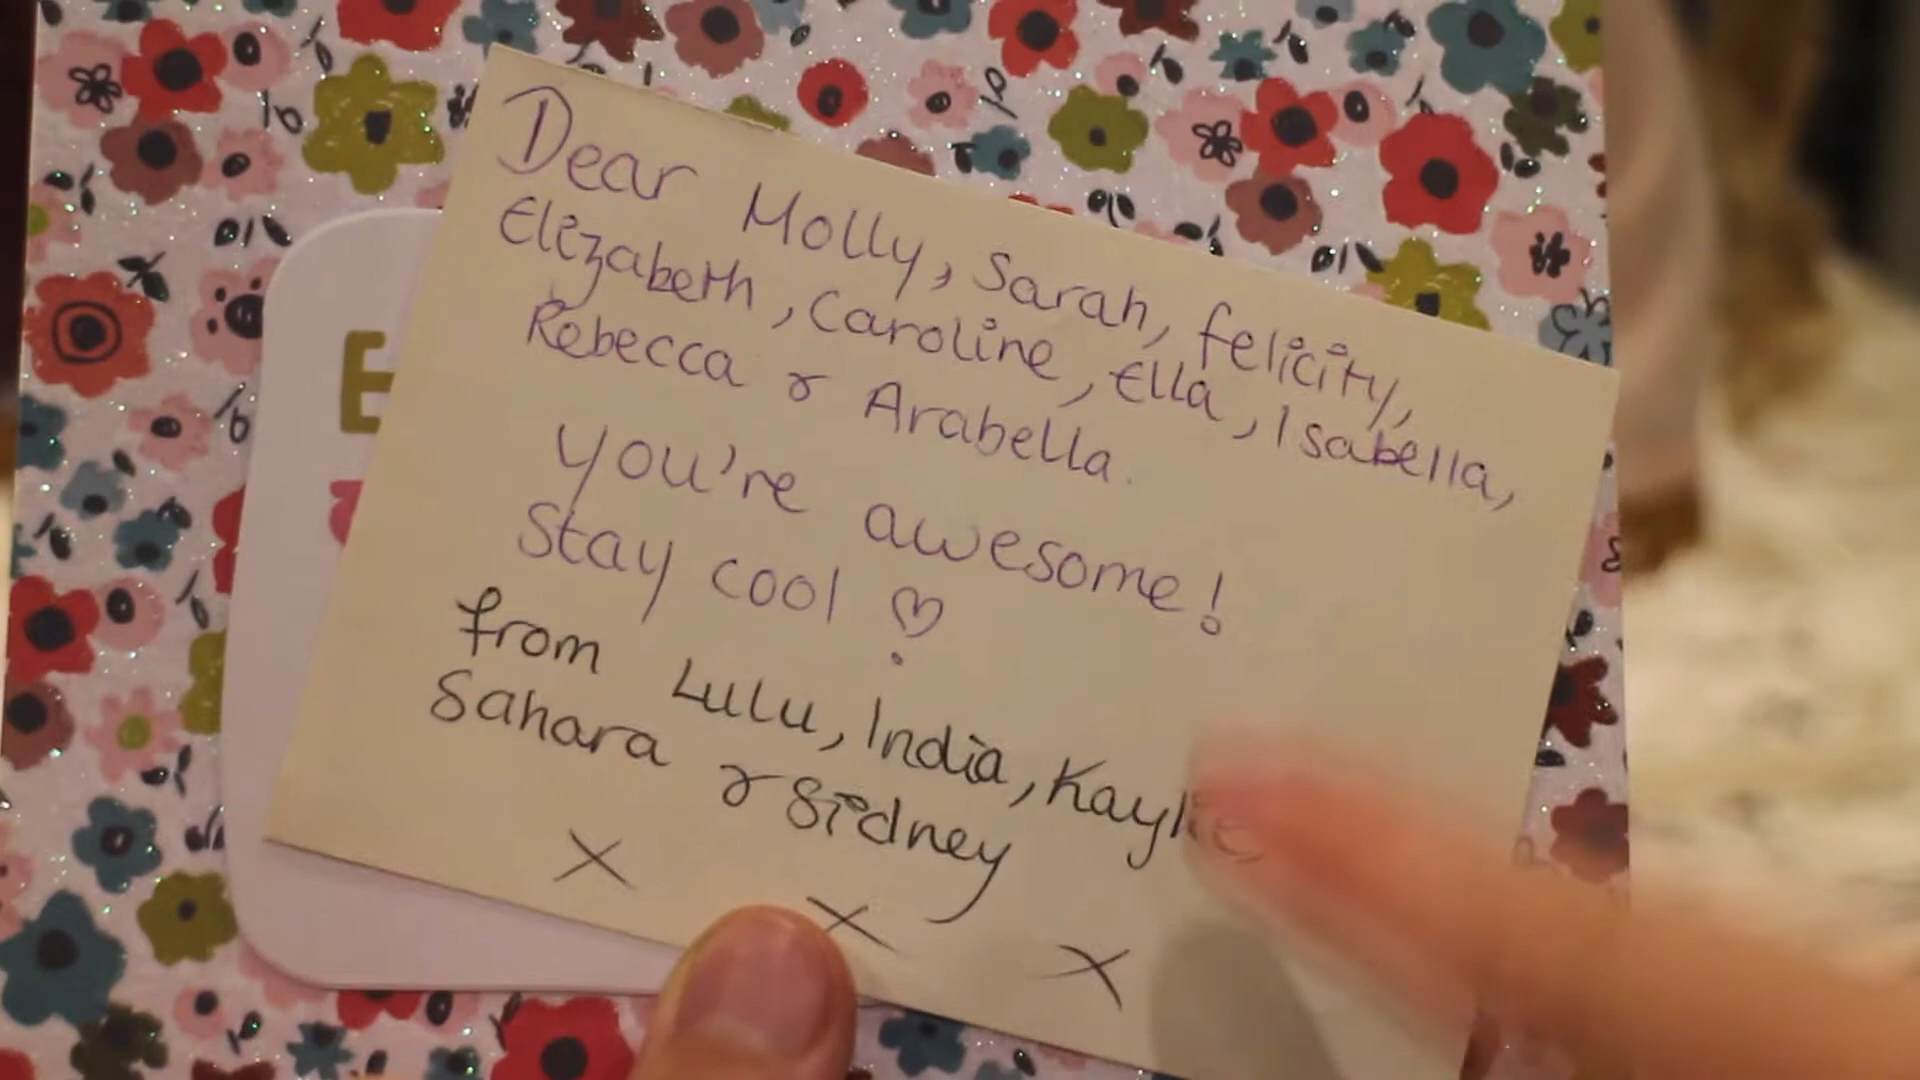 Dear Molly, Sarah, felicity,
Elizabeth, Caroline, Ella, Isabella,
Rebecca & Arabella.
you're awesome!
Stay cool ♡
from Lulu, India,
Sahara & Sidney
x x x
E